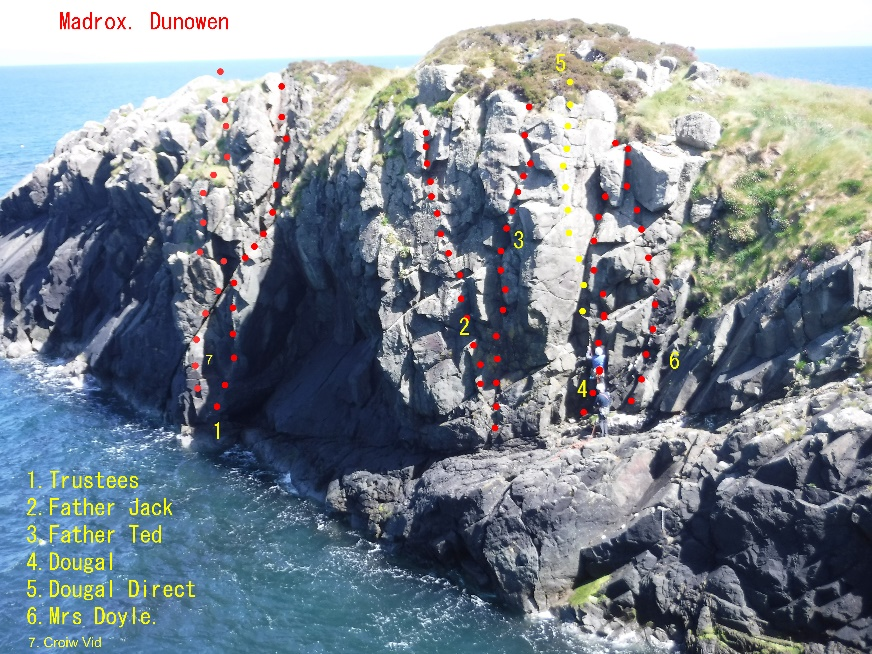 Madrox. Dunowen
5
3
2
7
6
4
1
1. Trustees
2. Father Jack
3. Father Ted
4. Dougal
5. Dougal Direct
6. Mrs Doyle.
7. Croiw Vid